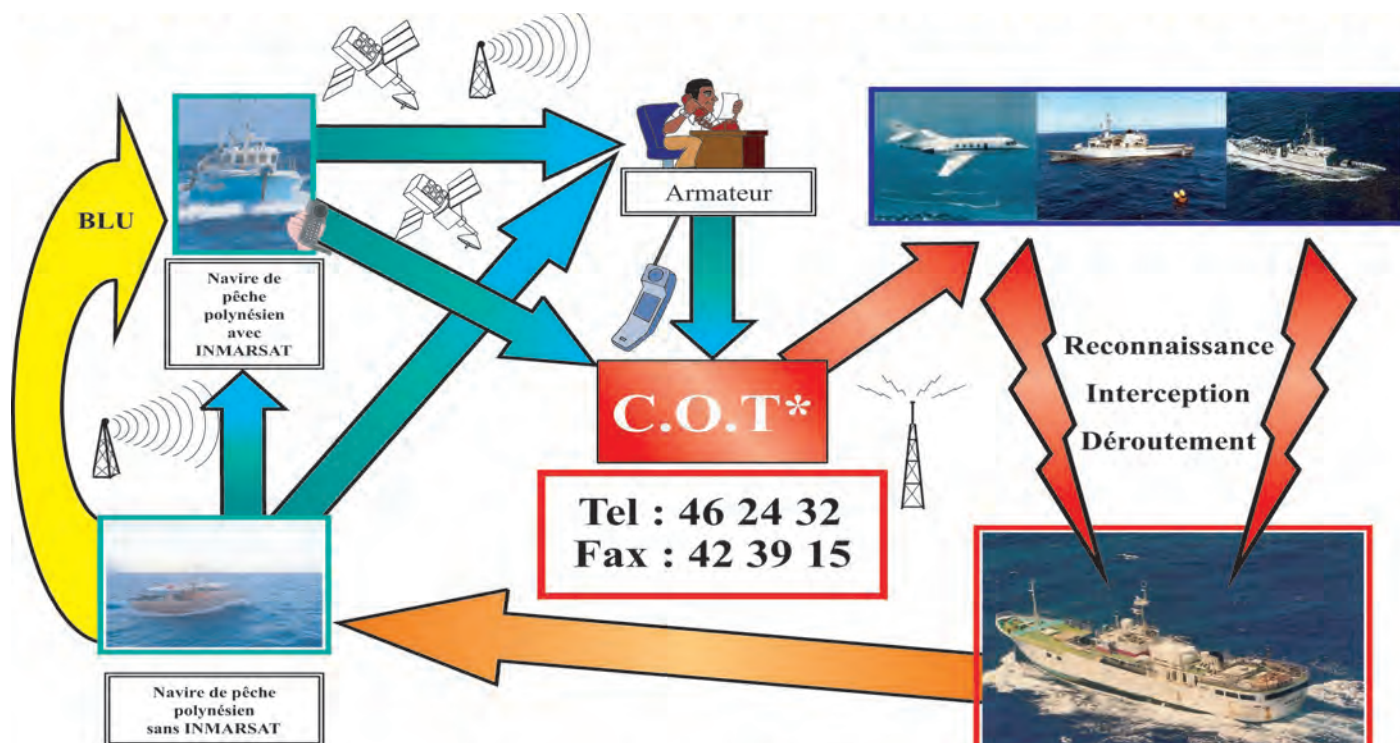 BLU
Navire de
pêche
polynésien
avec
INMARSAT
Armateur
C.O.T*
Tel : 46 24 32
Fax : 42 39 15
Reconnaissance
Interception
Déroutement
Navire de pêche
polynésien
sans INMARSAT